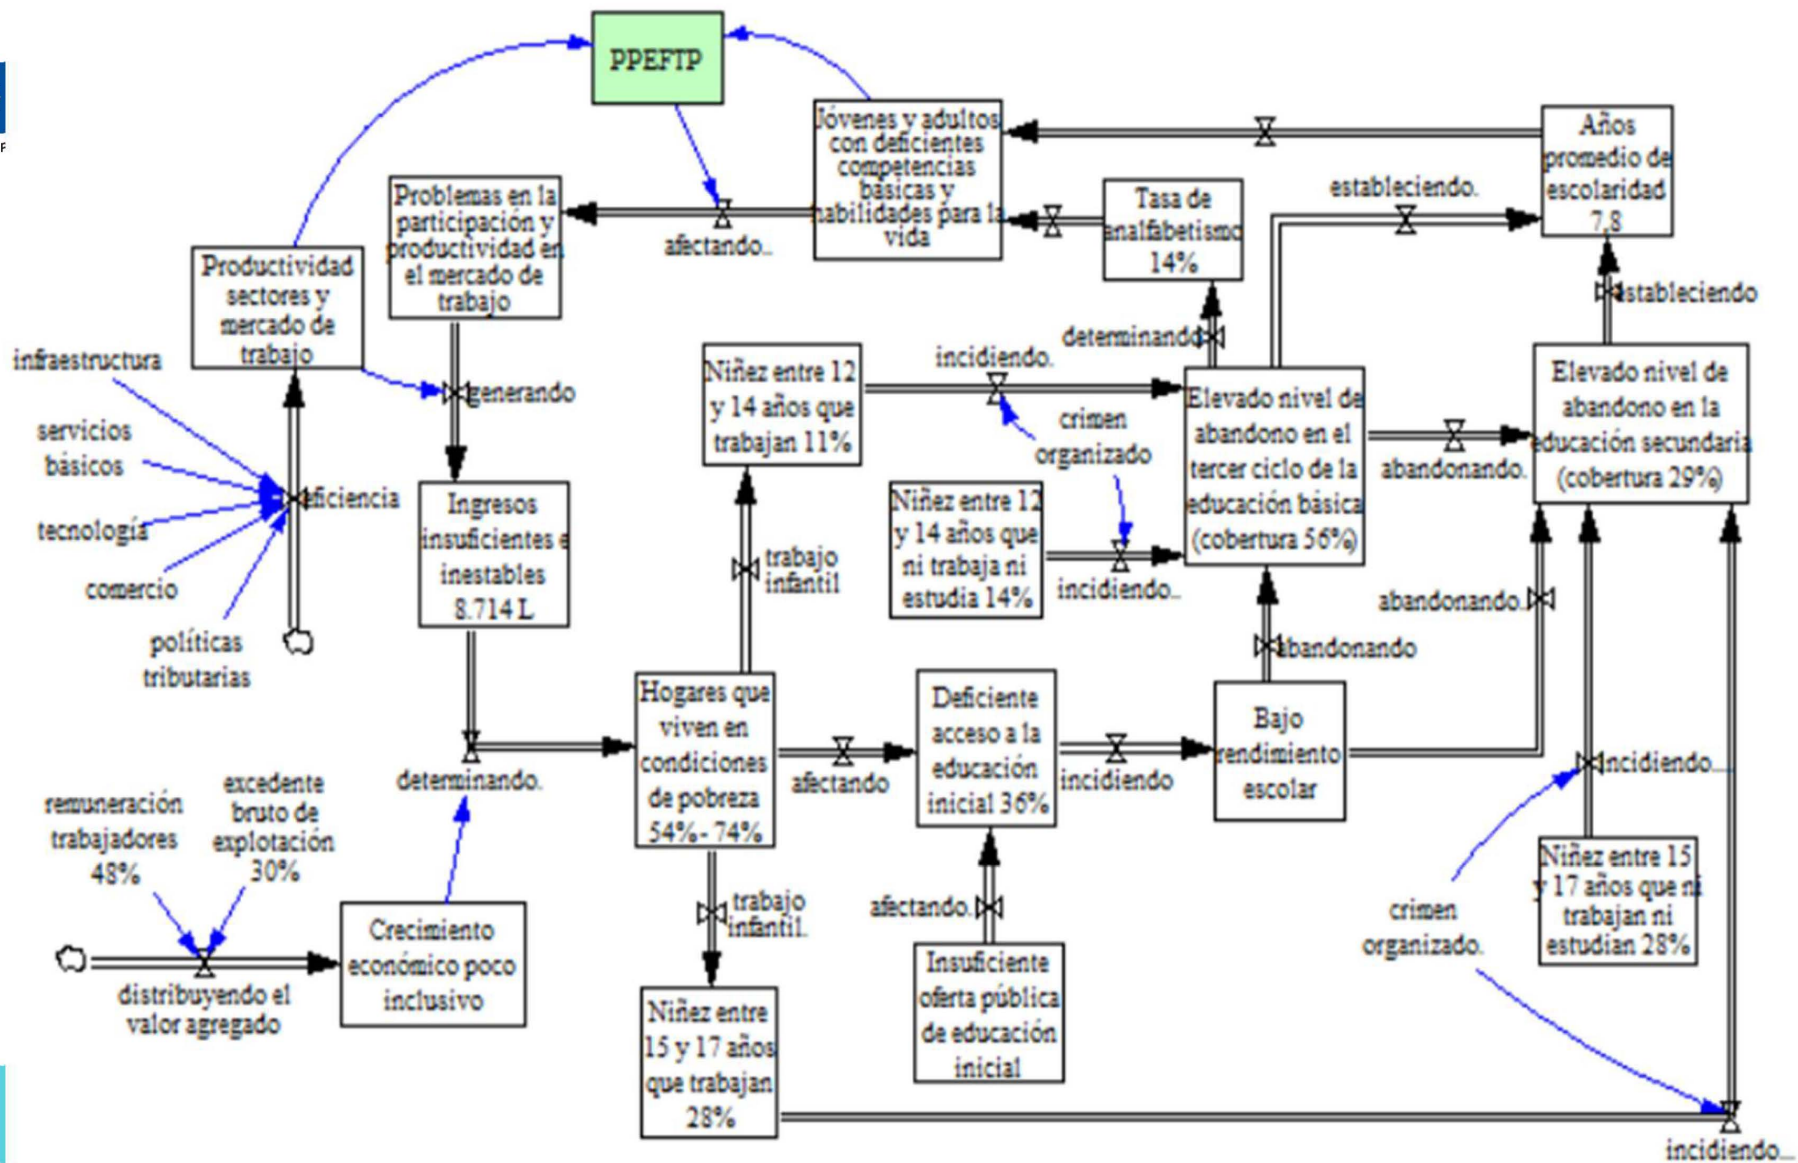 PPEFTP
Jóvenes y adultos
con deficientes
competencias
básicas y
habilidades para la
vida
Años
promedio de
escolaridad
7,8
Problemas en la
participación y
productividad en
el mercado de
trabajo
afectando..
Tasa de
analfabetismo
14%
estableciendo.
Productividad
sectores y
mercado de
trabajo
generando
determinando
estableciendo
infraestructura
servicios
básicos
tecnología
comercio
políticas
tributarias
eficiencia
Niñez entre 12
y 14 años que
trabajan 11%
incidiendo.
crimen
organizado
Elevado nivel de
abandono en el
tercer ciclo de la
educación básica
(cobertura 56%)
abandonando.
Elevado nivel de
abandono en la
educación secundaria
(cobertura 29%)
Ingresos
insuficientes e
inestables
8.714 L
trabajo
infantil
Niñez entre 12
y 14 años que
ni trabaja ni
estudia 14%
incidiendo..
abandonando..
abandonando
determinando.
Hogares que
viven en
condiciones
de pobreza
54% - 74%
afectando
Deficiente
acceso a la
educación
inicial 36%
incidiendo
Bajo
rendimiento
escolar
incidiendo...
remuneración
trabajadores
48%
excedente
bruto de
explotación
30%
distribuyendo el
valor agregado
Crecimiento
económico poco
inclusivo
trabajo
infantil.
afectando.
Insuficiente
oferta pública
de educación
inicial
crimen
organizado.
Niñez entre 15
y 17 años que ni
trabajan ni
estudian 28%
Niñez entre
15 y 17 años
que trabajan
28%
incidiendo...